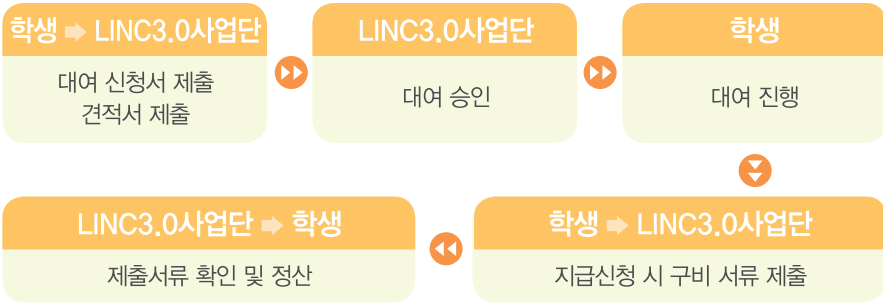 학생 ➡ LINC3.0사업단
대여 신청서 제출
견적서 제출
LINC3.0사업단
대여 승인
학생
대여 진행
학생 ➡ LINC3.0사업단
지급신청 시 구비 서류 제출
LINC3.0사업단 ➡ 학생
제출서류 확인 및 정산